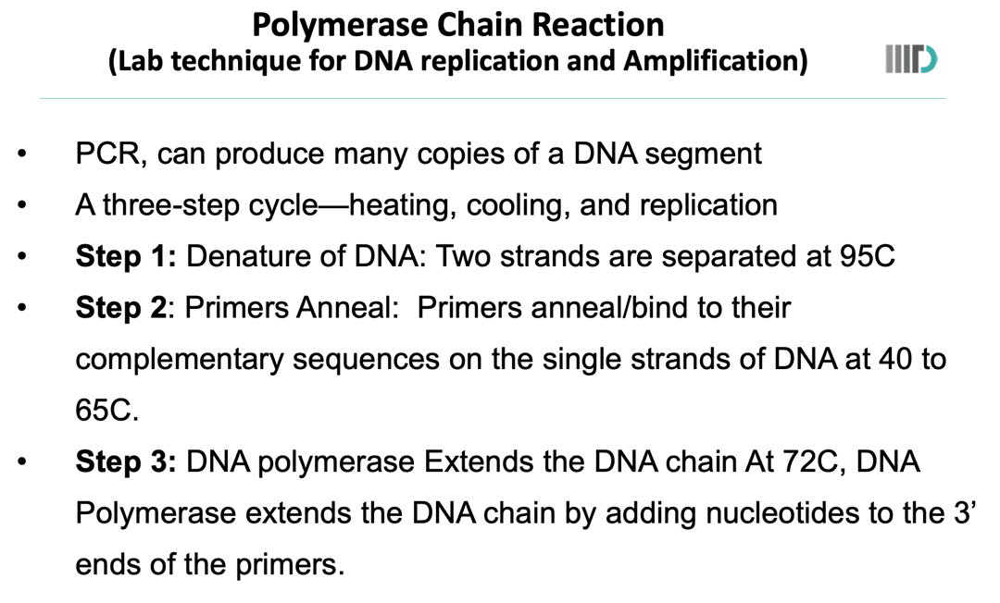 Polymerase Chain Reaction
(Lab technique for DNA replication and Amplification)
IIITD
• PCR, can produce many copies of a DNA segment
• A three-step cycle—heating, cooling, and replication
• Step 1: Denature of DNA: Two strands are separated at 95C
• Step 2: Primers Anneal:  Primers anneal/bind to their
complementary sequences on the single strands of DNA at 40 to
65C.
• Step 3: DNA polymerase Extends the DNA chain At 72C, DNA
Polymerase extends the DNA chain by adding nucleotides to the 3’
ends of the primers.